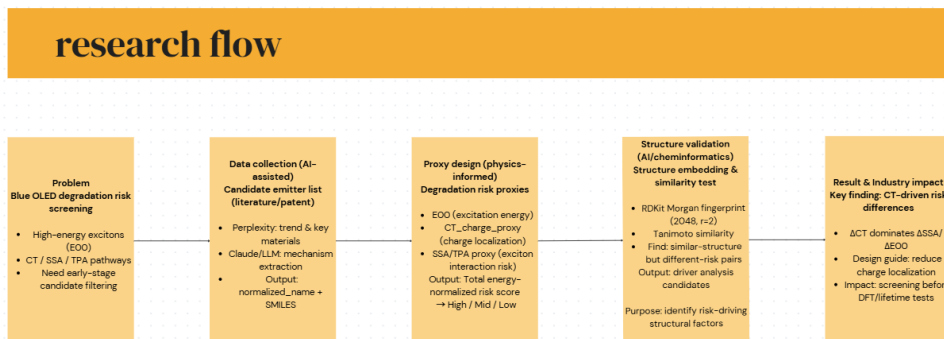 research flow
Problem
Blue OLED degradation risk
screening
• High-energy excitons
(E00)
• CT / SSA / TPA pathways
• Need early-stage
candidate filtering
Data collection (AI-
assisted)
Candidate emitter list
(literature/patent)
• Perplexity: trend & key
materials
• Claude/LLM: mechanism
extraction
• Output:
normalized_name +
SMILES
Proxy design (physics-
informed)
Degradation risk proxies
• E00 (excitation energy)
• CT_charge_proxy
(charge localization)
• SSA/TPA proxy (exciton
interaction risk)
Output: Total energy-
normalized risk score
→ High / Mid / Low
Structure validation
(AI/cheminformatics)
Structure embedding &
similarity test
• RDKit Morgan fingerprint
(2048, r=2)
• Tanimoto similarity
• Find: similar-structure
but different-risk pairs
Output: driver analysis
candidates
Purpose: identify risk-driving
structural factors
Result & Industry impact
Key finding: CT-driven risk
differences
• ΔCT dominates ΔSSA/
ΔE00
• Design guide: reduce
charge localization
• Impact: screening before
DFT/lifetime tests